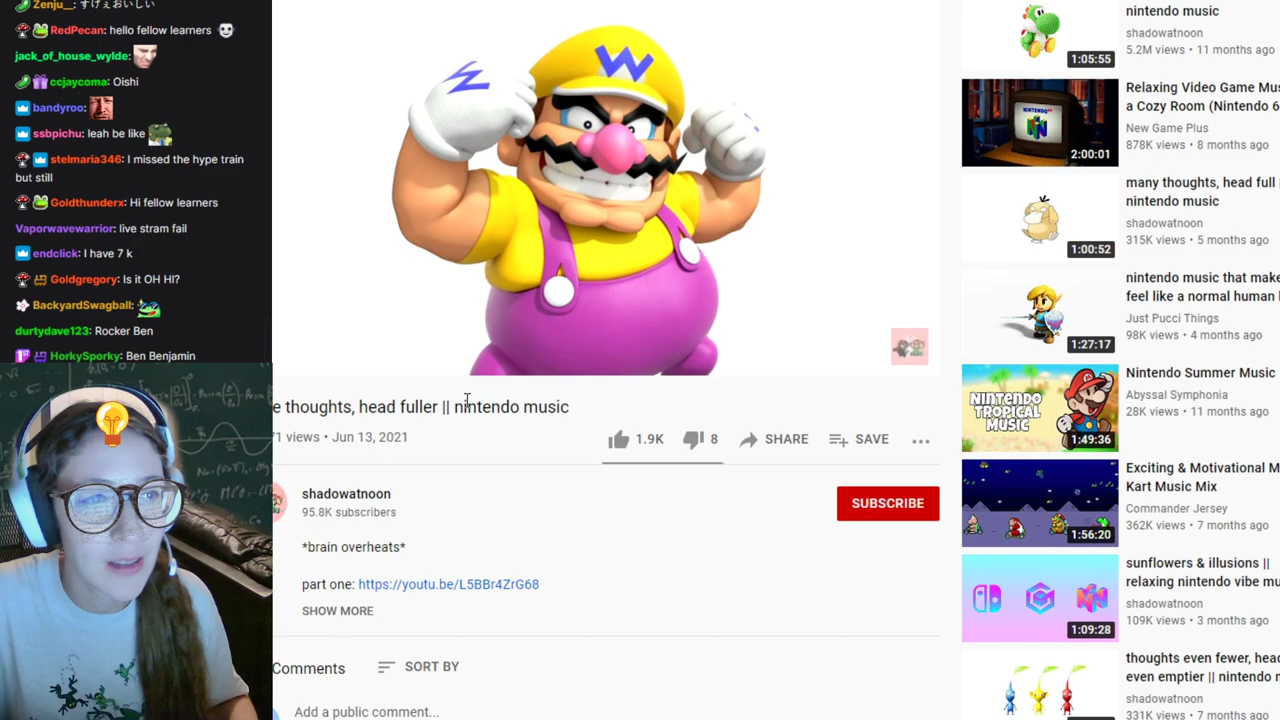 Zenju__: すげぇおいしい
RedPecan: hello fellow learners
jack_of_house_wylde:
ccjaycoma: Oishi
bandyroo:
ssbpichu: leah be like
stelmaria346: I missed the hype train
but still
Goldthunderx: Hi fellow learners
Vaporwavewarrior: live stram fail
endclick: I have 7 k
Goldgregory: Is it OH HI?
BackyardSwagball:
durtydave123: Rocker Ben
HorkySporky: Ben Benjamin
W
e thoughts, head fuller || nintendo music
71 views • Jun 13, 2021
1.9K
8
SHARE
SAVE
shadowatnoon
95.8K subscribers
SUBSCRIBE
*brain overheats*
part one: https://youtu.be/L5BBr4ZrG68
SHOW MORE
Comments
SORT BY
Add a public comment...
nintendo music
shadowatnoon
5.2M views • 11 months ago
1:05:55
Relaxing Video Game Mus
a Cozy Room (Nintendo 6
New Game Plus
878K views • 8 months ago
2:00:01
many thoughts, head full
nintendo music
shadowatnoon
315K views • 5 months ago
1:00:52
nintendo music that make
feel like a normal human
Just Pucci Things
98K views • 4 months ago
1:27:17
Nintendo Summer Music
Abyssal Symphonia
28K views • 11 months ago
NINTENDO
TROPICAL
MUSIC
1:49:36
Exciting & Motivational M
Kart Music Mix
Commander Jersey
362K views • 7 months ago
1:56:20
sunflowers & illusions ||
relaxing nintendo vibe mu
shadowatnoon
109K views • 3 months ago
1:09:28
thoughts even fewer, head
even emptier || nintendo m
shadowatnoon
331K views • 7 months ago